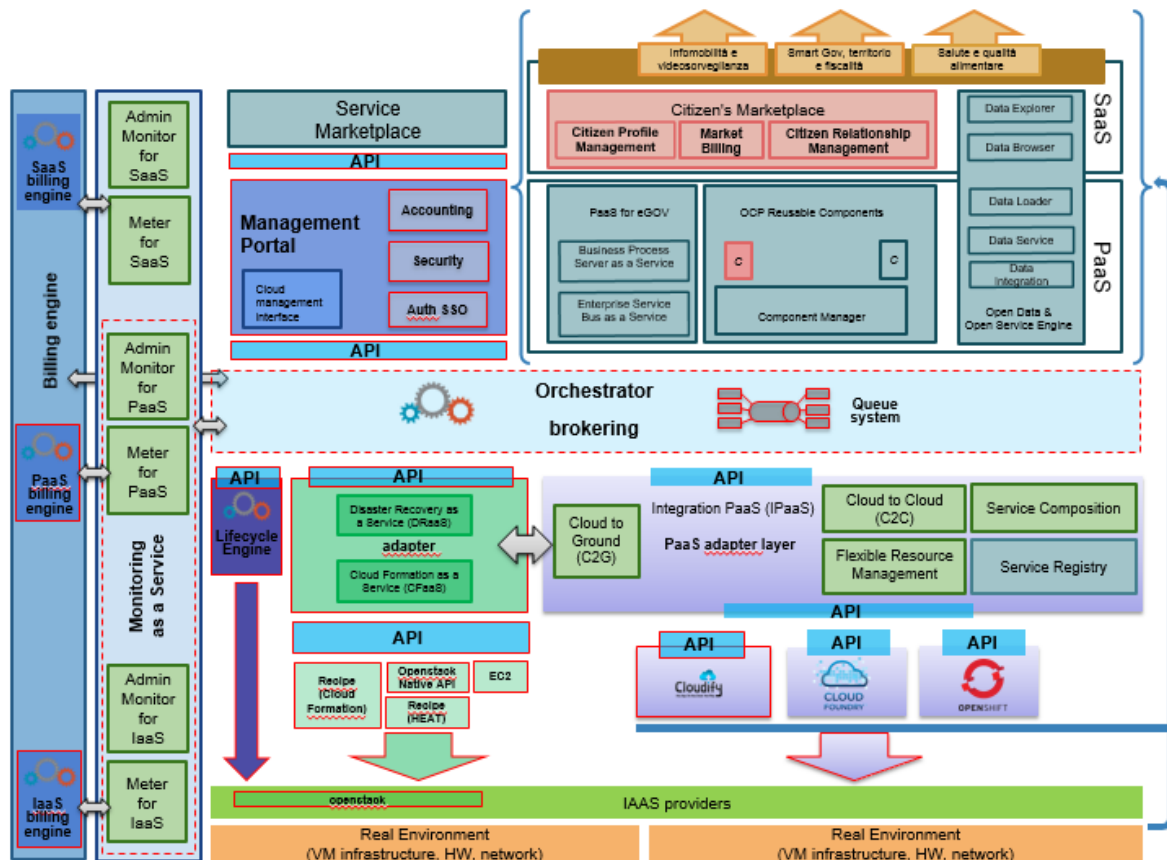 Infomobilità e
videosorveglianza
Smart Gov, territorio
e fiscalità
Salute e qualità
alimentare
SaaS
billing engine
Billing engine
PaaS
billing engine
IaaS
billing engine
Admin
Monitor
for
SaaS
Meter
for
SaaS
Admin
Monitor
for
PaaS
Meter
for
PaaS
Monitoring
as a Service
Admin
Monitor
for
IaaS
Meter
for
IaaS
Service
Marketplace
API
Management
Portal
Cloud
management
Interface
Accounting
Security
Auth SSO
API
Citizen's Marketplace
Citizen Profile
Management
Market
Billing
Citizen Relationship
Management
SaaS
Data Explorer
Data Browser
Data Loader
Data Service
Data
Integration
Open Data &
Open Service Engine
PaaS for eGOV
Business Process
Server as a Service
Enterprise Service
Bus as a Service
OCP Reusable Components
C
C
Component Manager
PaaS
Orchestrator
brokering
Queue
system
API
Lifecycle
Engine
API
Disaster Recovery as
a Service (DRaaS)
adapter
Cloud Formation as a
Service (CFaaS)
API
Cloud to
Ground
(C2G)
Integration PaaS (IPaaS)
PaaS adapter layer
Cloud to Cloud
(C2C)
Service Composition
Flexible Resource
Management
Service Registry
API
API
Recipe
(Cloud
Formation)
Openstack
Native API
EC2
Recipe
(HEAT)
API
Cloudify
API
CLOUD
FOUNDRY
API
OPENSHIFT
openstack
IAAS providers
Real Environment
(VM infrastructure, HW, network)
Real Environment
(VM infrastructure, HW, network)